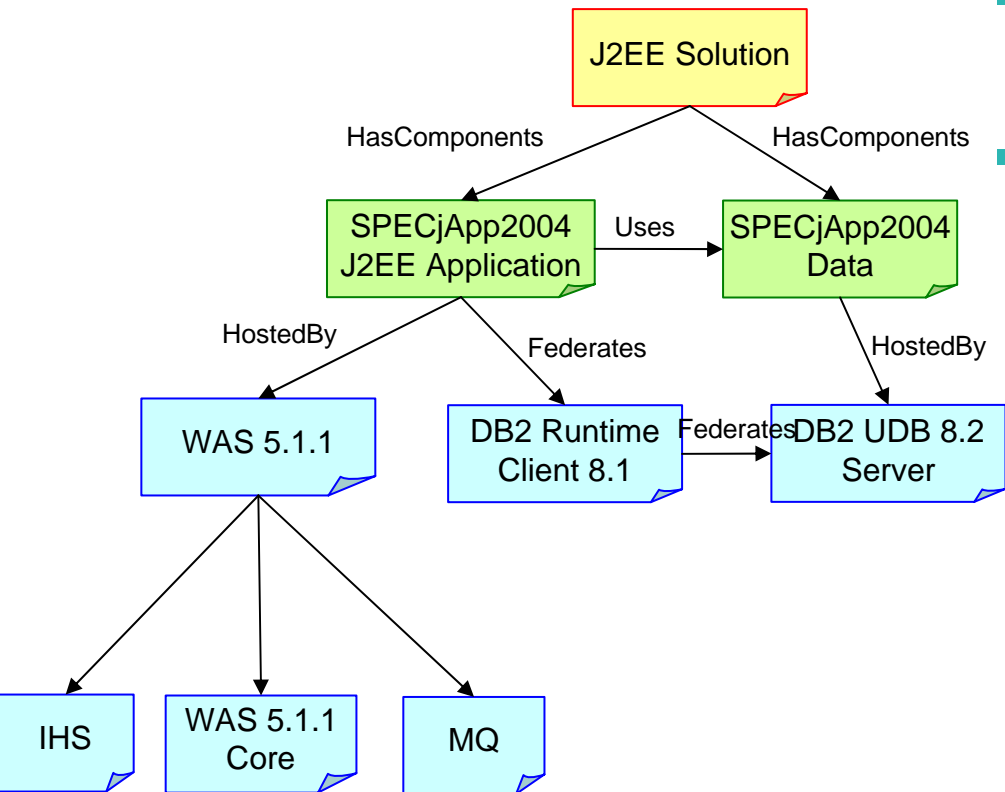 J2EE Solution
HasComponents
HasComponents
SPECjApp2004
J2EE Application
Uses
SPECjApp2004
Data
HostedBy
Federates
HostedBy
WAS 5.1.1
DB2 Runtime
Client 8.1
Federates
DB2 UDB 8.2
Server
IHS
WAS 5.1.1
Core
MQ